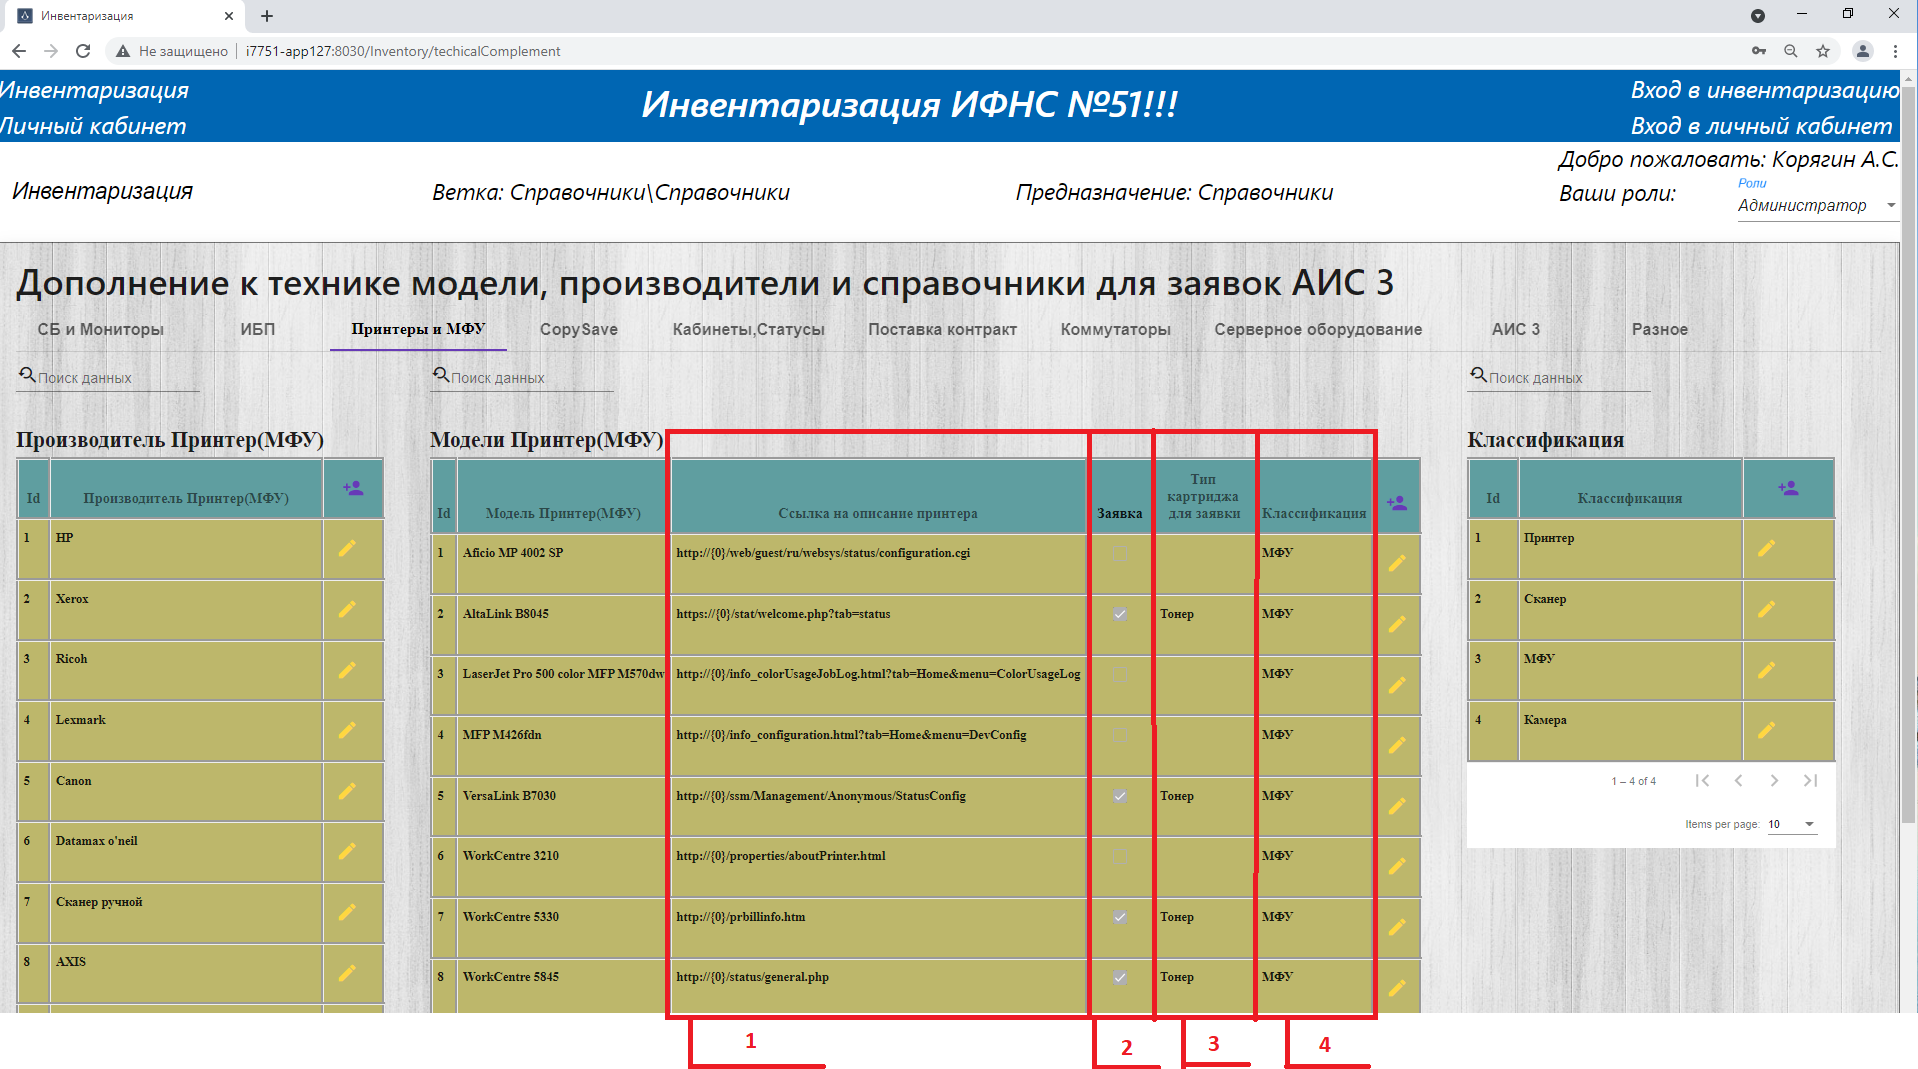 Инвентаризация
Не защищено
i7751-app127:8030/Inventory/techicalComplement
Инвентаризация
Личный кабинет
Инвентаризация ИФНС №51!!!
Вход в инвентаризацию
Вход в личный кабинет
Добро пожаловать: Корягин А.С.
Инвентаризация
Ветка: Справочники\Справочники
Предназначение: Справочники
Ваши роли:
Роли
Администратор
Дополнение к технике модели, производители и справочники для заявок АИС 3
СБ и Мониторы
ИБП
Принтеры и МФУ
CopySave
Кабинеты,Статусы
Поставка контракт
Коммутаторы
Серверное оборудование
АИС 3
Разное
Поиск данных
Поиск данных
Поиск данных
Производитель Принтер(МФУ)
Id Производитель Принтер(МФУ)
1 HP
2 Xerox
3 Ricoh
4 Lexmark
5 Canon
6 Datamax o'neil
7 Сканер ручной
8 AXIS
Модели Принтер(МФУ)
Id Модель Принтер(МФУ) Ссылка на описание принтера Заявка Тип картриджа для заявки Классификация
1 Aficio MP 4002 SP http://{0}/web/guest/ru/websys/status/configuration.cgi МФУ
2 AltaLink B8045 https://{0}/stat/welcome.php?tab=status Тонер МФУ
3 LaserJet Pro 500 color MFP M570dw http://{0}/info_colorUsageJobLog.html?tab=Home&menu=ColorUsageLog МФУ
4 MFP M426fdn http://{0}/info_configuration.html?tab=Home&menu=DevConfig МФУ
5 VersaLink B7030 http://{0}/ssm/Management/Anonymous/StatusConfig Тонер МФУ
6 WorkCentre 3210 http://{0}/properties/aboutPrinter.html МФУ
7 WorkCentre 5330 http://{0}/prbillinfo.htm Тонер МФУ
8 WorkCentre 5845 http://{0}/status/general.php Тонер МФУ
Классификация
Id Классификация
1 Принтер
2 Сканер
3 МФУ
4 Камера
1 – 4 of 4
Items per page: 10
1
2
3
4